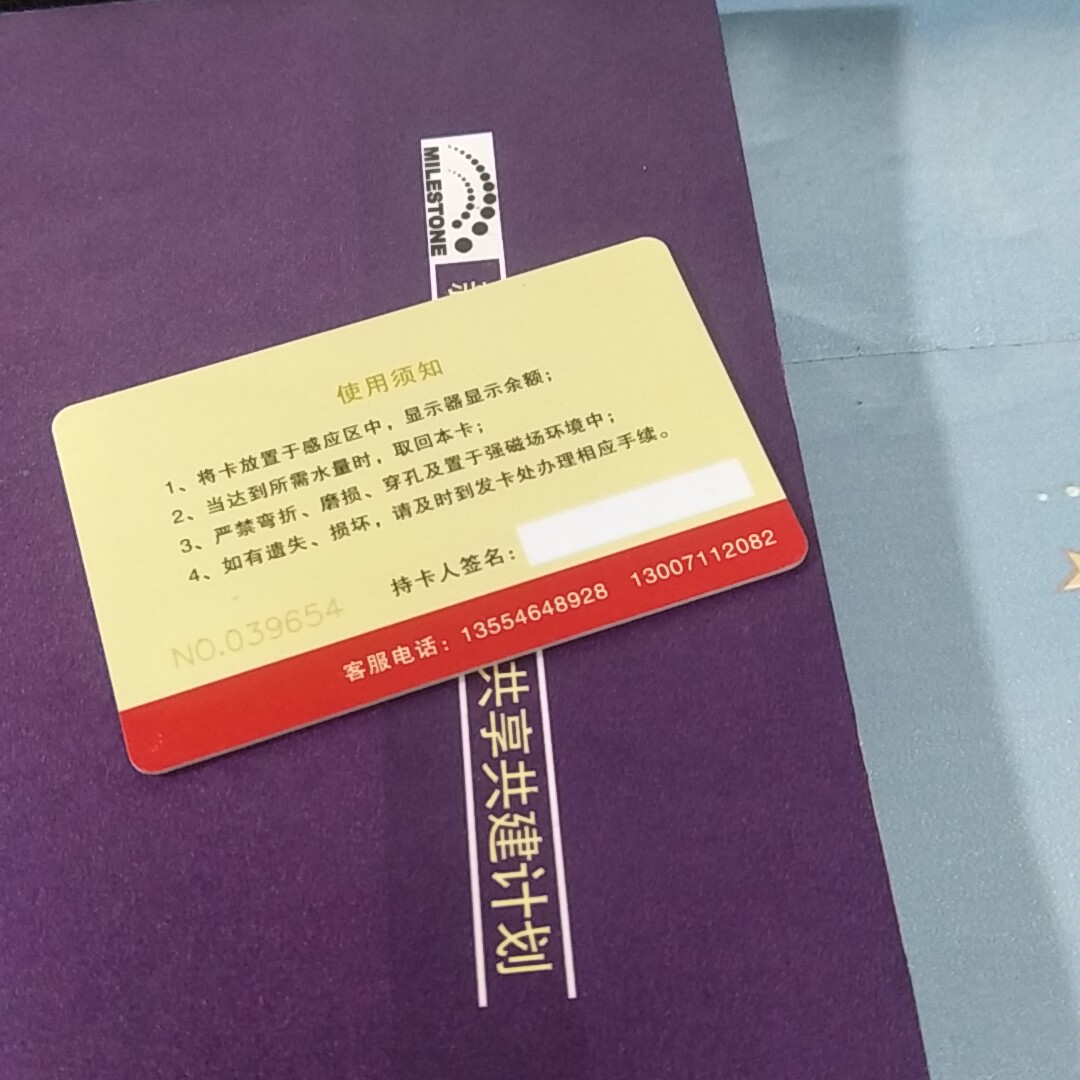 MILESTONE
使用须知
1、将卡放置于感应区中，显示器显示余额；
2、当达到所需水量时，取回本卡；
3、严禁弯折、磨损、穿孔及置于强磁场环境中；
4、如有遗失、损坏，请及时到发卡处办理相应手续。
持卡人签名：
NO.039654
客服电话：13554648928 13007112082
共享共建计划